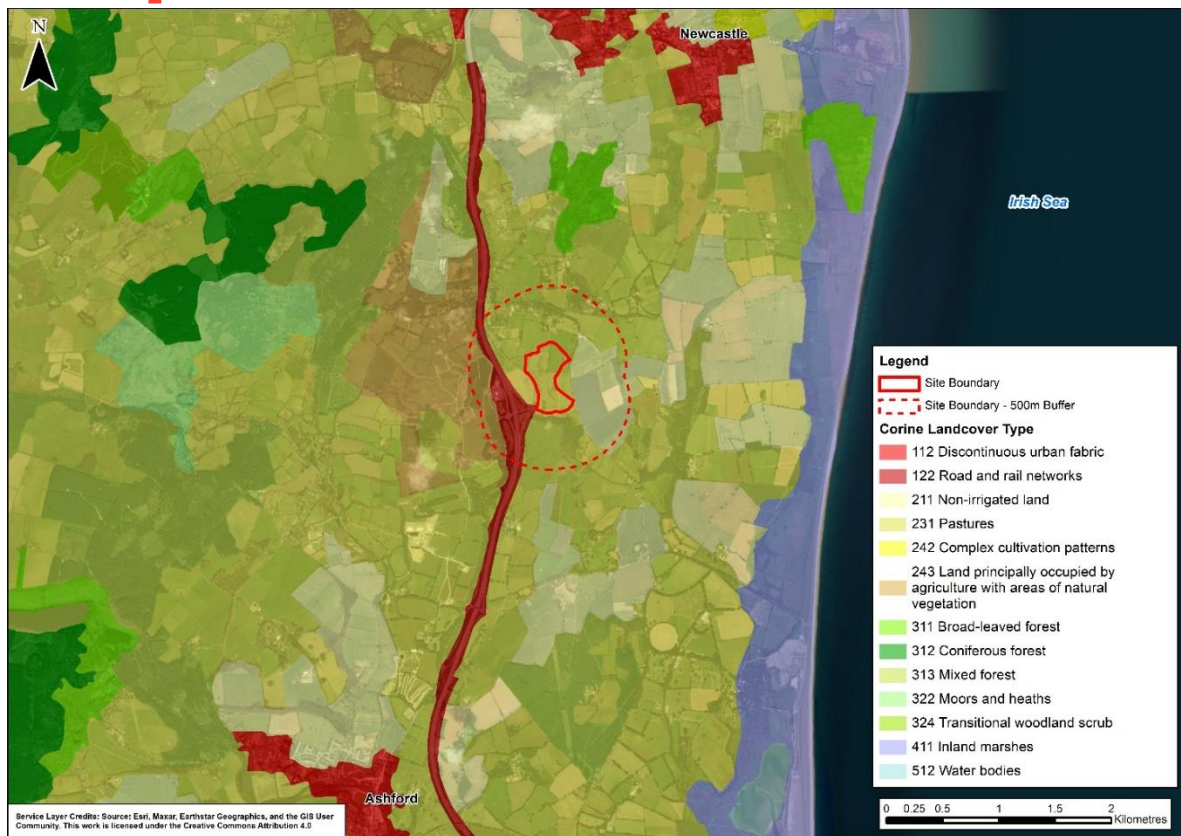 N
Newcastle
Irish Sea
Ashford
Legend
Site Boundary
Site Boundary - 500m Buffer
Corine Landcover Type
112 Discontinuous urban fabric
122 Road and rail networks
211 Non-irrigated land
231 Pastures
242 Complex cultivation patterns
243 Land principally occupied by
agriculture with areas of natural
vegetation
311 Broad-leaved forest
312 Coniferous forest
313 Mixed forest
322 Moors and heaths
324 Transitional woodland scrub
411 Inland marshes
512 Water bodies
0 0.25 0.5 1 1.5 2
Kilometres
Service Layer Credits: Source: Esri, Maxar, Earthstar Geographics, and the GIS User
Community. This work is licensed under the Creative Commons Attribution 4.0